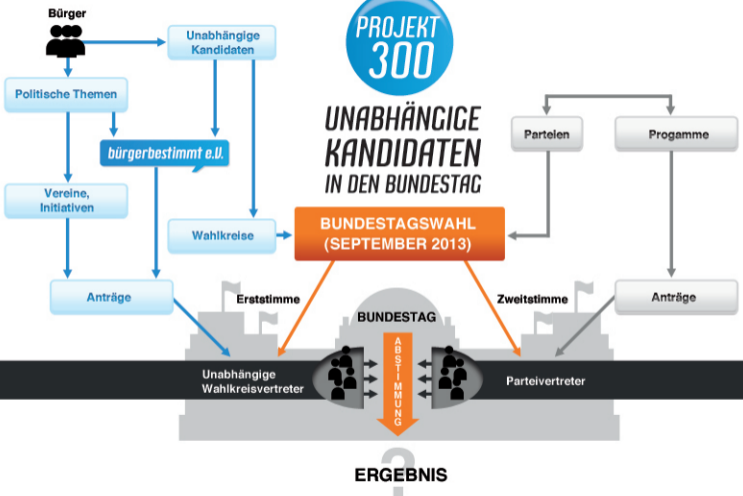 Bürger
Unabhängige
Kandidaten
Politische Themen
bürgerbestimmt e.V.
Vereine,
Initiativen
Wahlkreise
Anträge
PROJEKT
300
UNABHÄNGIGE
KANDIDATEN
IN DEN BUNDESTAG
Parteien
Progamme
BUNDESTAGSWAHL
(SEPTEMBER 2013)
Anträge
Erststimme
Zweitstimme
BUNDESTAG
ABSTIMMUNG
Unabhängige
Wahlkreisvertreter
Parteivertreter
?
ERGEBNIS